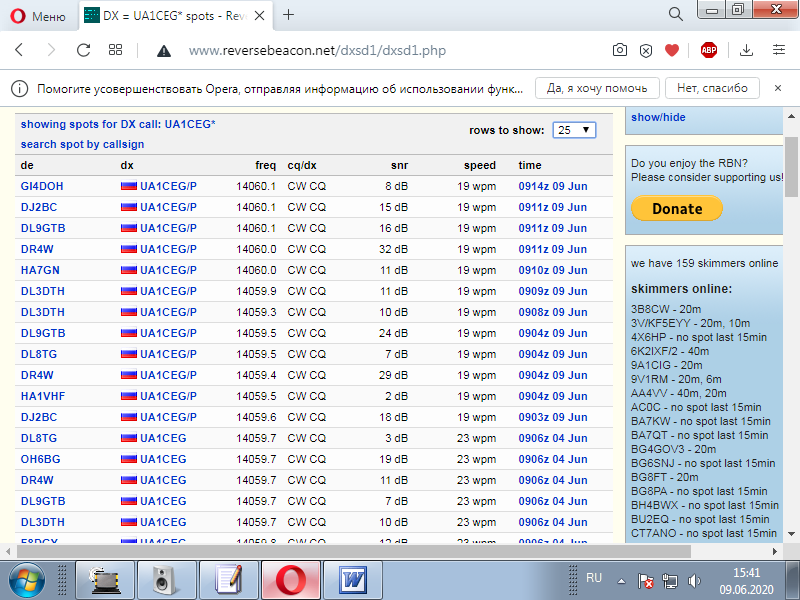 Меню
DX = UA1CEG* spots - Rev
www.reversebeacon.net/dxsd1/dxsd1.php
ABP
Помогите усовершенствовать Opera, отправляя информацию об использовании функ...
Да, я хочу помочь
Нет, спасибо
showing spots for DX call: UA1CEG*
rows to show: 25
search spot by callsign
de dx freq cq/dx snr speed time
GI4DOH UA1CEG/P 14060.1 CW CQ 8 dB 19 wpm 0914z 09 Jun
DJ2BC UA1CEG/P 14060.1 CW CQ 15 dB 19 wpm 0911z 09 Jun
DL9GTB UA1CEG/P 14060.1 CW CQ 16 dB 19 wpm 0911z 09 Jun
DR4W UA1CEG/P 14060.0 CW CQ 32 dB 19 wpm 0911z 09 Jun
HA7GN UA1CEG/P 14060.0 CW CQ 11 dB 19 wpm 0910z 09 Jun
DL3DTH UA1CEG/P 14059.9 CW CQ 11 dB 19 wpm 0909z 09 Jun
DL3DTH UA1CEG/P 14059.3 CW CQ 10 dB 19 wpm 0908z 09 Jun
DL9GTB UA1CEG/P 14059.5 CW CQ 24 dB 19 wpm 0904z 09 Jun
DL8TG UA1CEG/P 14059.5 CW CQ 7 dB 19 wpm 0904z 09 Jun
DR4W UA1CEG/P 14059.4 CW CQ 29 dB 19 wpm 0904z 09 Jun
HA1VHF UA1CEG/P 14059.5 CW CQ 2 dB 19 wpm 0904z 09 Jun
DJ2BC UA1CEG/P 14059.6 CW CQ 18 dB 19 wpm 0903z 09 Jun
DL8TG UA1CEG 14059.7 CW CQ 3 dB 23 wpm 0906z 04 Jun
OH6BG UA1CEG 14059.7 CW CQ 19 dB 23 wpm 0906z 04 Jun
DR4W UA1CEG 14059.7 CW CQ 11 dB 23 wpm 0906z 04 Jun
DL9GTB UA1CEG 14059.7 CW CQ 7 dB 23 wpm 0906z 04 Jun
DL3DTH UA1CEG 14059.7 CW CQ 10 dB 23 wpm 0906z 04 Jun
UA1CEG 14059.8 CW CQ 12 dB 23 wpm 0906z 04 Jun
show/hide
Do you enjoy the RBN?
Please consider supporting us!
Donate
we have 159 skimmers online
skimmers online:
3B8CW - 20m
3V/KF5EYY - 20m, 10m
4X6HP - no spot last 15min
6K2IXF/2 - 40m
9A1CIG - 20m
9V1RM - 20m, 6m
AA4VV - 40m, 20m
AC0C - no spot last 15min
BA7KW - no spot last 15min
BA7QT - no spot last 15min
BG4GOV3 - 20m
BG6SNJ - no spot last 15min
BG8FT - 20m
BG8PA - no spot last 15min
BH4BWX - no spot last 15min
BU2EQ - no spot last 15min
CT7ANO - no spot last 15min
RU
15:41
09.06.2020